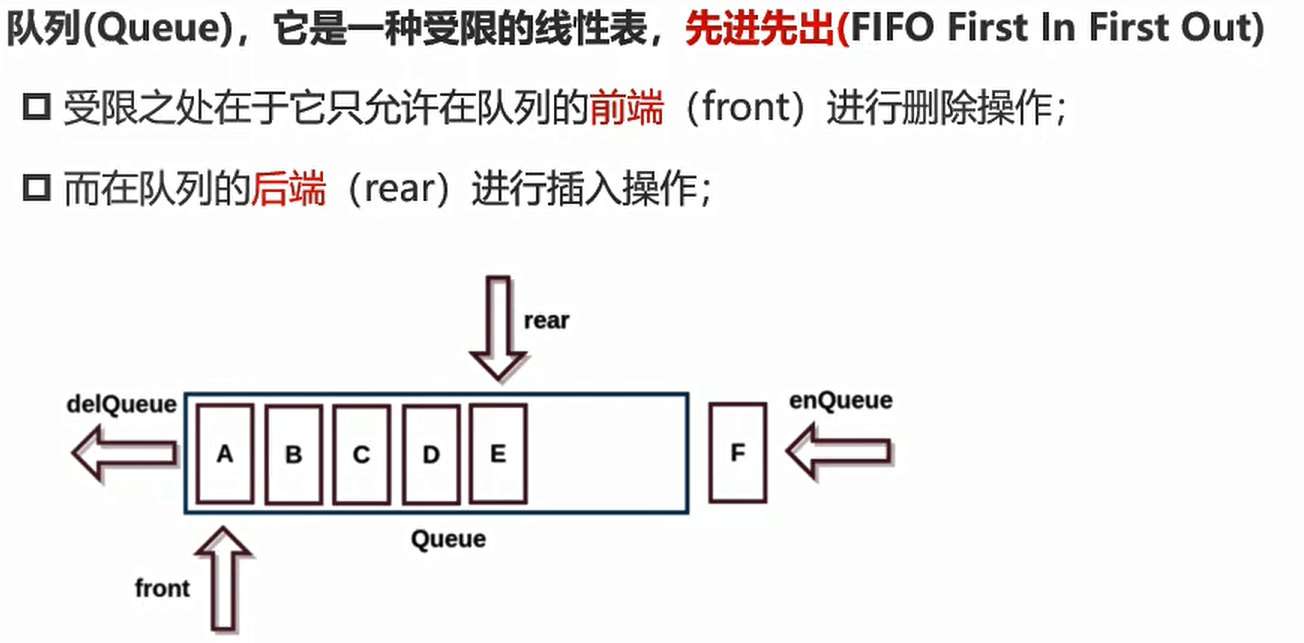 队列(Queue)，它是一种受限的线性表，先进先出(FIFO First In First Out)
受限之处在于它只允许在队列的前端（front）进行删除操作；
而在队列的后端（rear）进行插入操作；
rear
delQueue
enQueue
A B C D E F
Queue
front